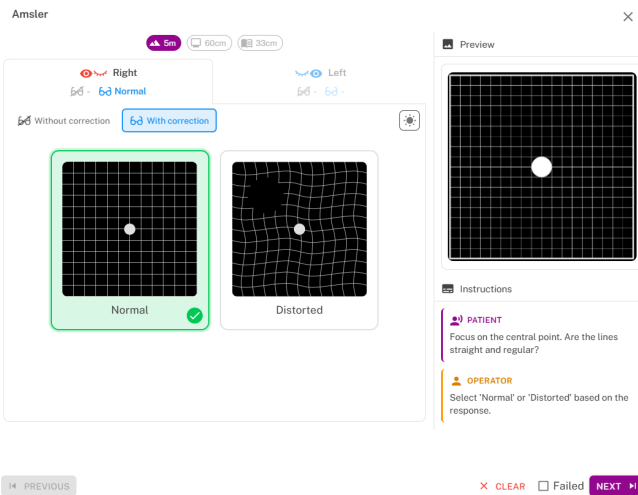 Amsler
5m
60cm
33cm
Preview
Right
- Normal
Left
- -
Without correction
With correction
Normal
Distorted
Instructions
PATIENT
Focus on the central point. Are the lines
straight and regular?
OPERATOR
Select 'Normal' or 'Distorted' based on the
response.
PREVIOUS
CLEAR
Failed
NEXT